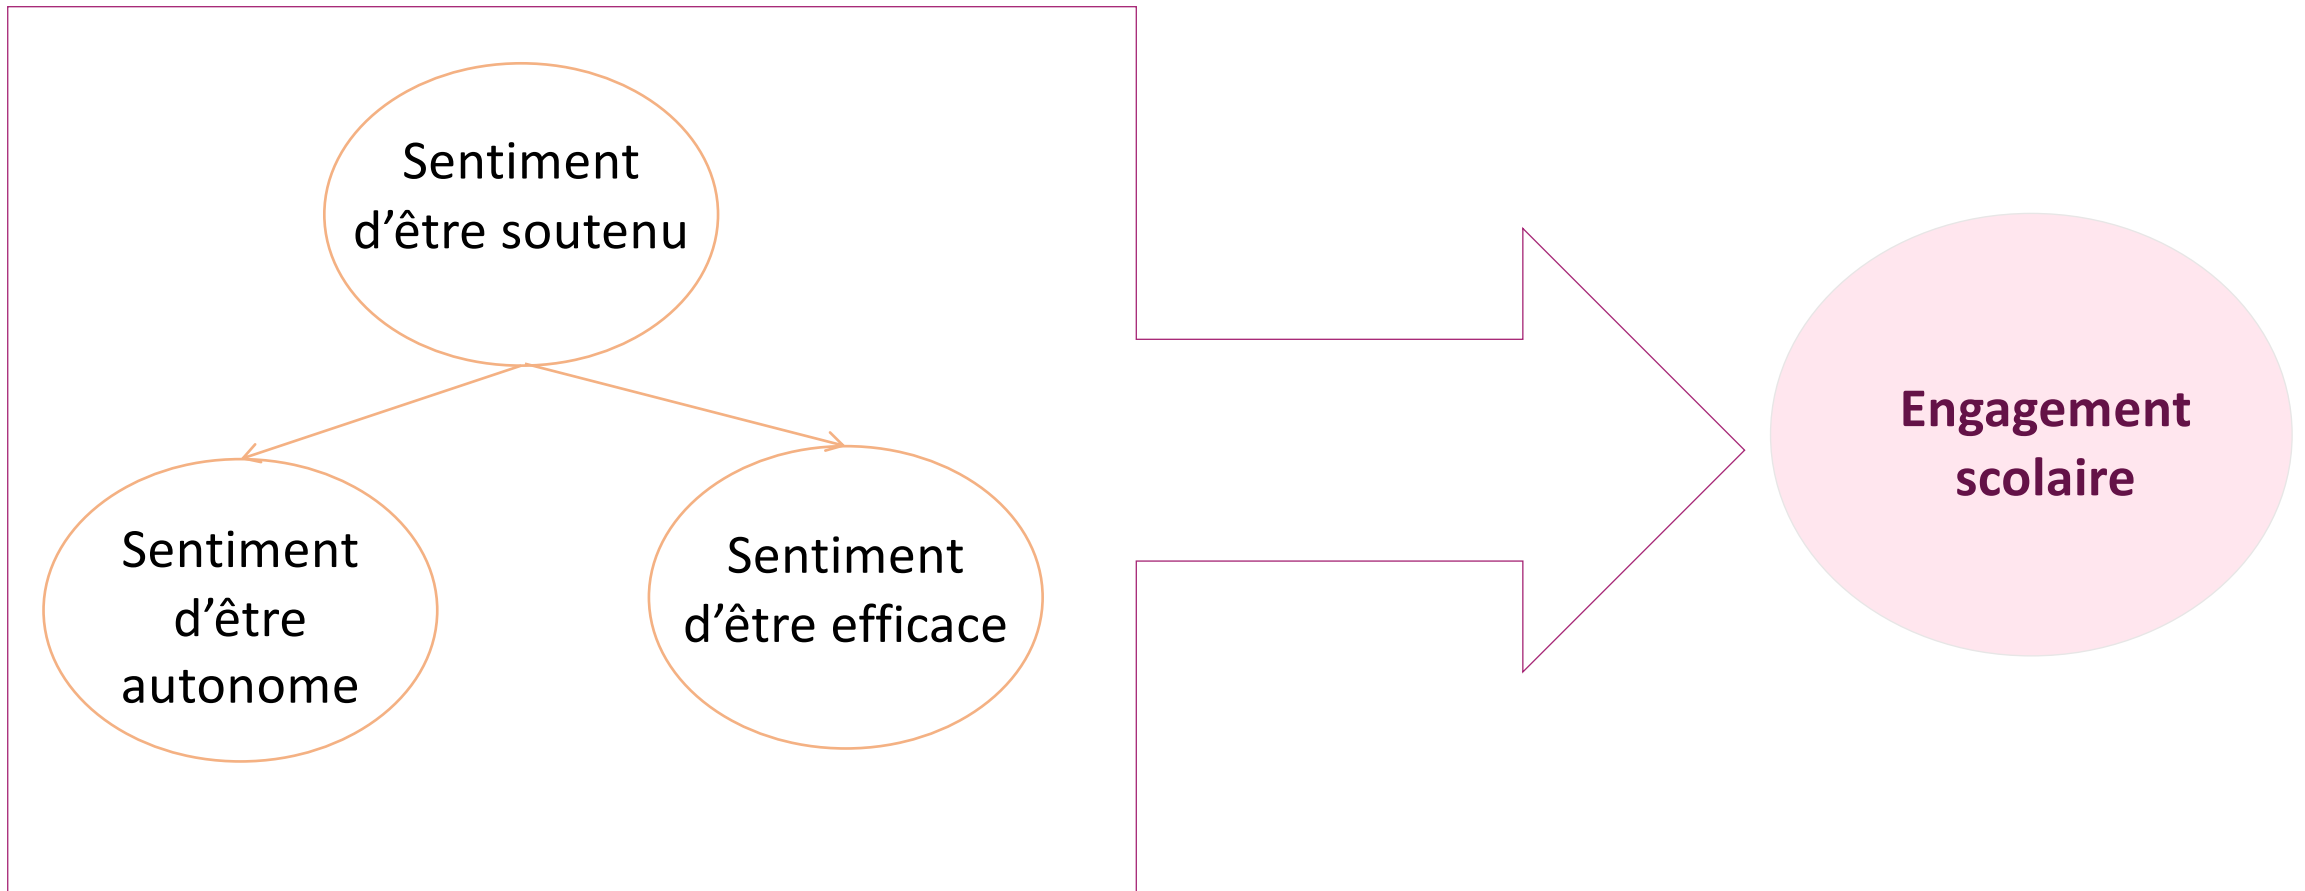 Sentiment
d’être soutenu
Sentiment
d’être
autonome
Sentiment
d’être efficace
Engagement
scolaire